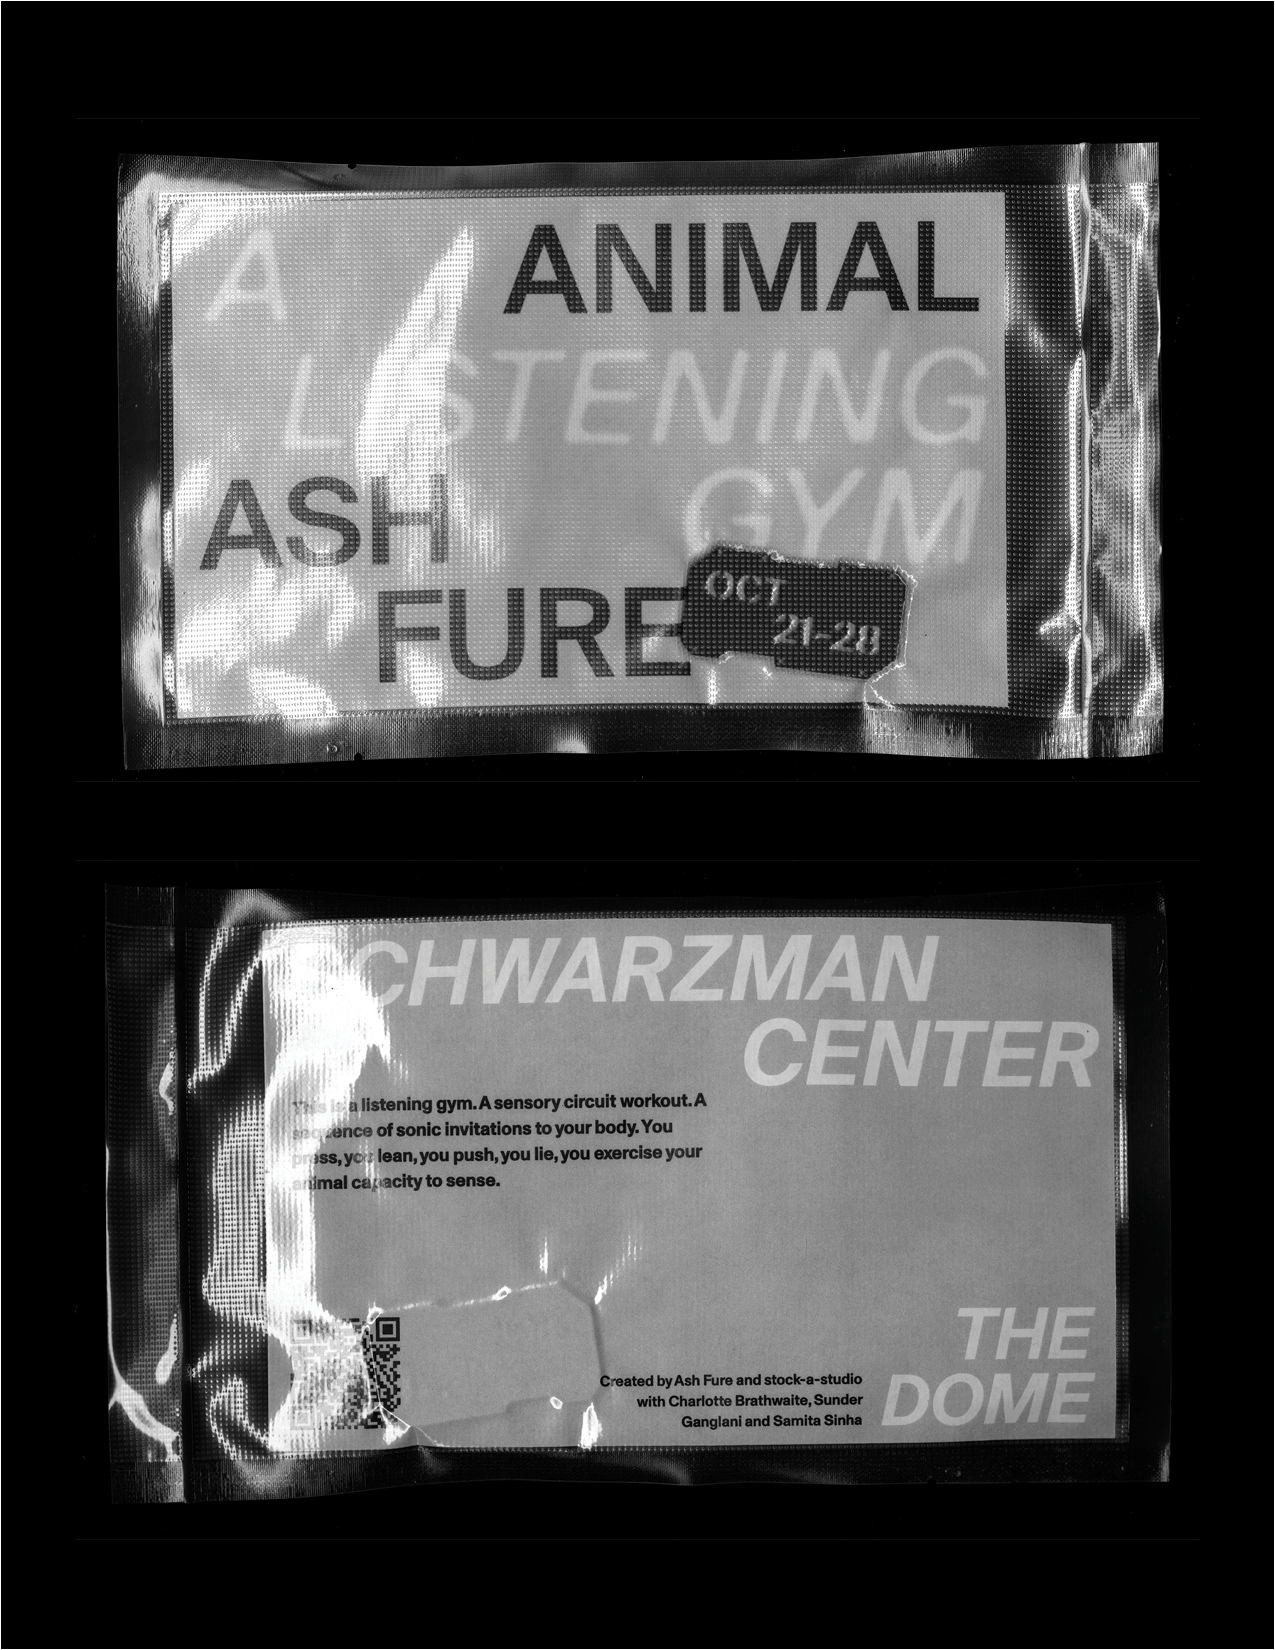 A ANIMAL
LISTENING
GYM
ASH
FURE
OCT
21-28
SCHWARZMAN
CENTER
This is a listening gym. A sensory circuit workout. A
sequence of sonic invitations to your body. You
press, you lean, you push, you lie, you exercise your
animal capacity to sense.
Created by Ash Fure and stock-a-studio
with Charlotte Brathwaite, Sunder
Ganglani and Samita Sinha
THE
DOME